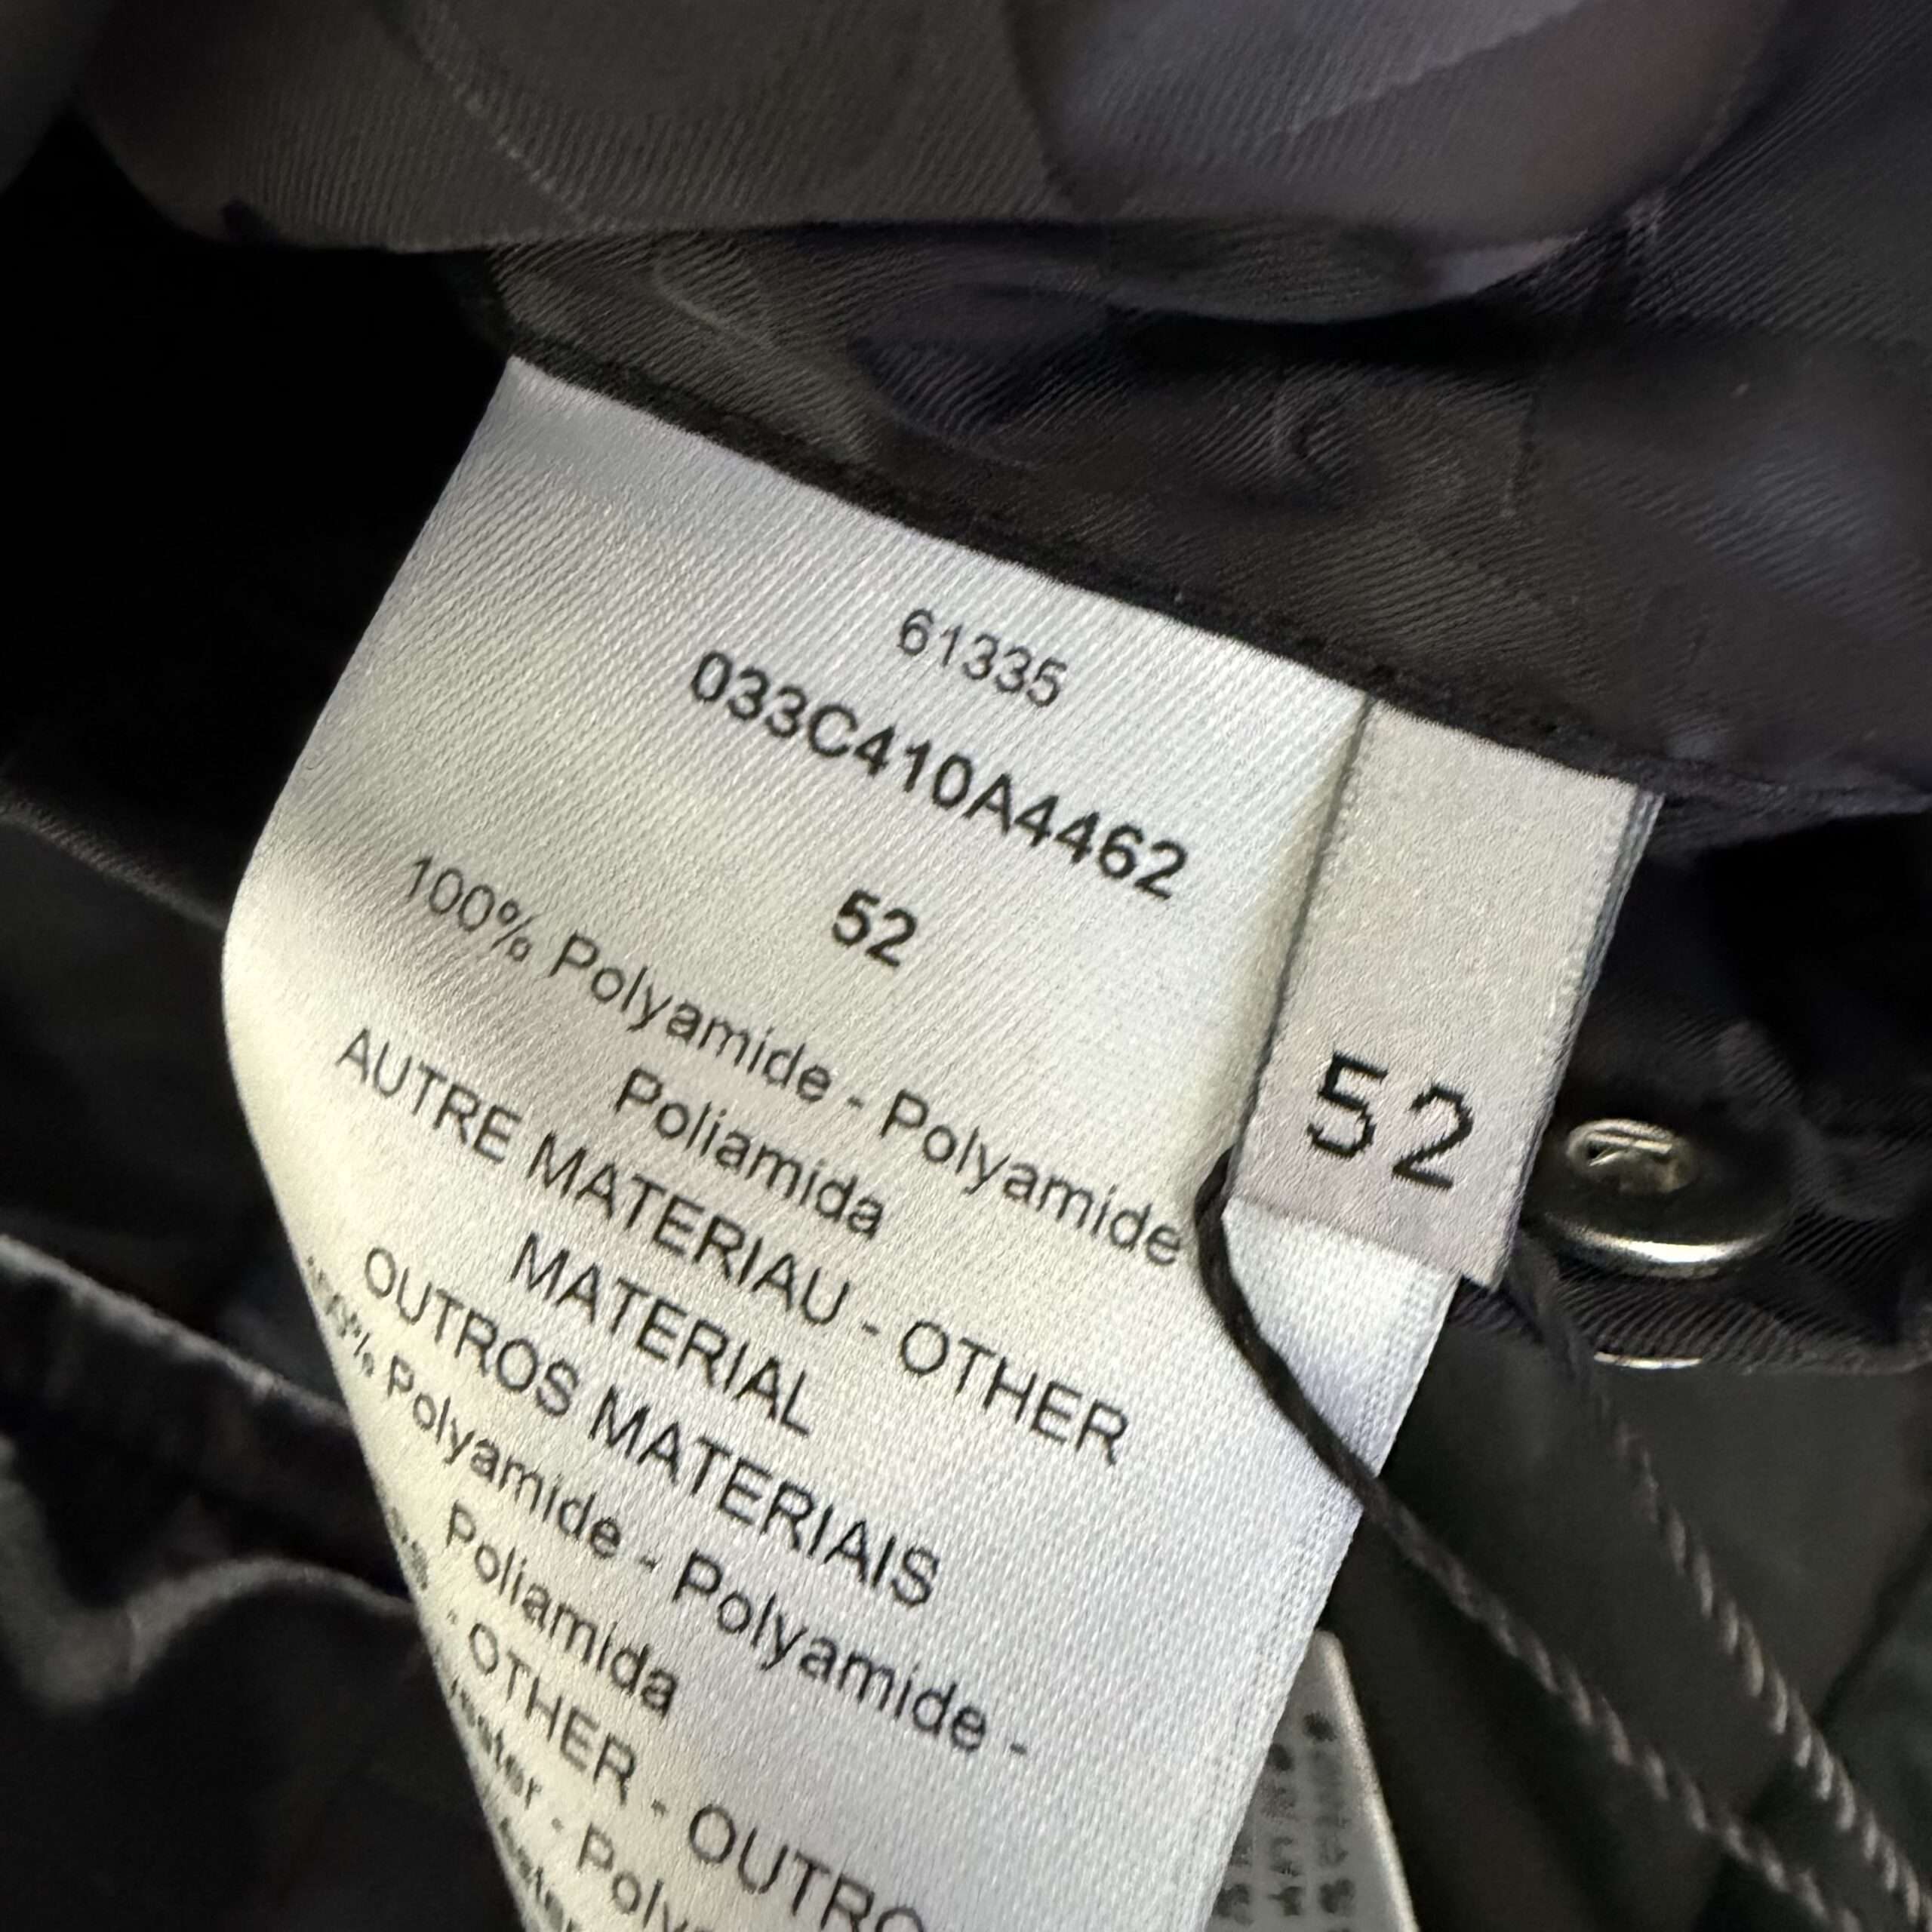 61335
033C410A4462
52
100% Polyamide - Polyamide
Poliamida
AUTRE MATERIAU - OTHER
MATERIAL
OUTROS MATERIAIS
100% Polyamide - Polyamide -
Poliamida
- OTHER - OUTRO
52